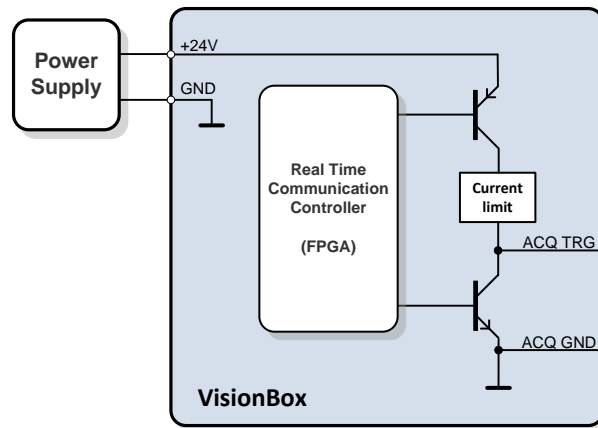 Power
Supply
+24V
GND
Real Time
Communication
Controller
(FPGA)
Current
limit
ACQ TRG
ACQ GND
VisionBox